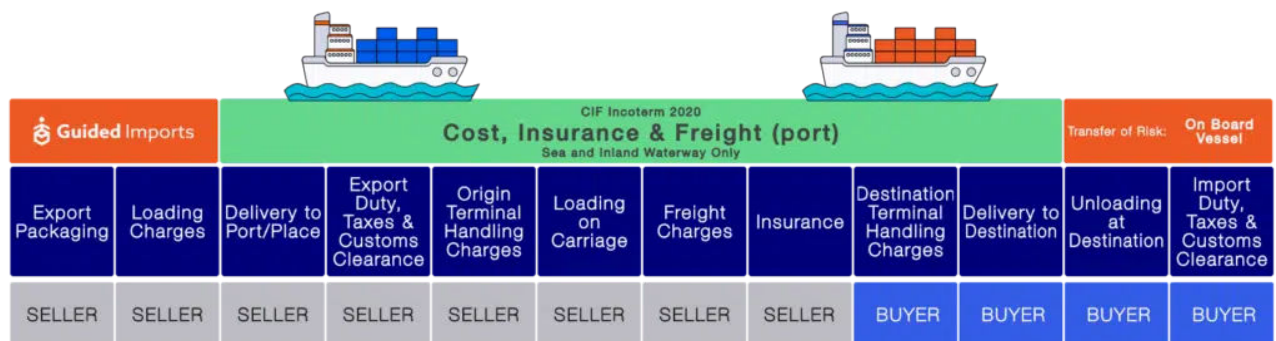 CIF Incoterm 2020
Guided Imports
Cost, Insurance & Freight (port)
Sea and Inland Waterway Only
Transfer of Risk:
On Board
Vessel
Export
Packaging
Loading
Charges
Delivery to
Port/Place
Export
Duty,
Taxes &
Customs
Clearance
Origin
Terminal
Handling
Charges
Loading
on
Carriage
Freight
Charges
Insurance
Destination
Terminal
Handling
Charges
Delivery to
Destination
Unloading
at
Destination
Import
Duty,
Taxes &
Customs
Clearance
SELLER SELLER SELLER SELLER SELLER SELLER SELLER SELLER BUYER BUYER BUYER BUYER